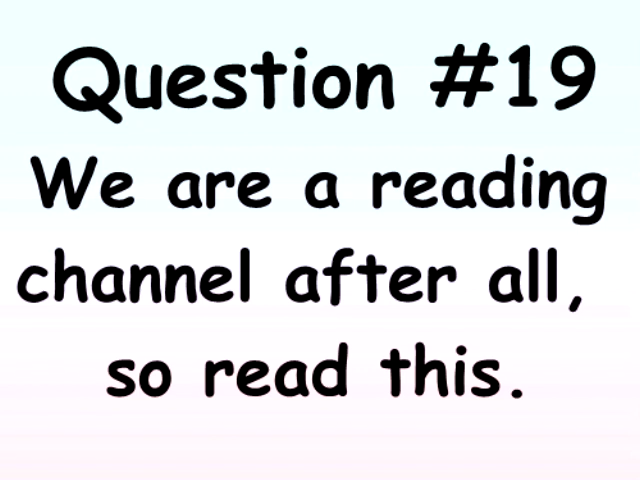 Question #19
We are a reading
channel after all,
so read this.